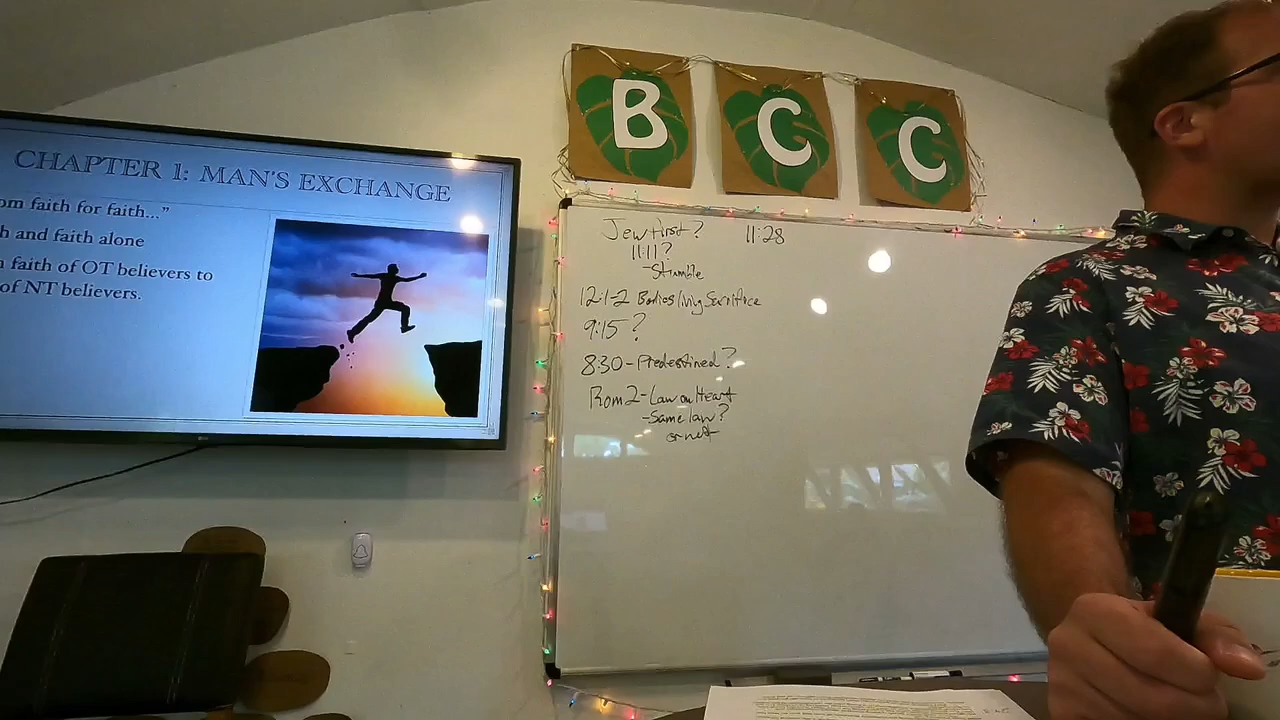 CHAPTER 1: MAN'S EXCHANGE
om faith for faith..."
h and faith alone
faith of OT believers to
of NT believers.
B C C
Jew first? 11:28
11:11?
-Stumble
12:1-2 Bodies living Sacrifice
9:15?
8:30-Predestined?
Rom 2-Law on Heart
-Same law?
or not